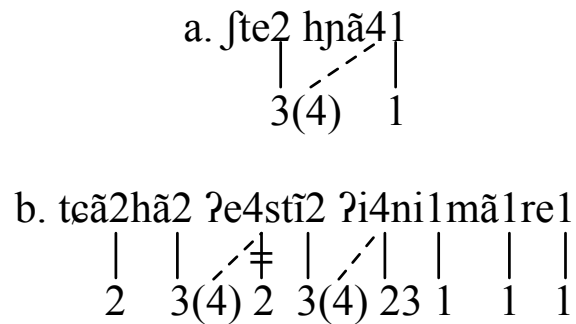 a. ʃte2 hɲã41
3(4) 1
b. tɕã2hã2 ʔe4stĩ2 ʔi4ni1mã1re1
2 3(4) 2 3(4) 23 1 1 1